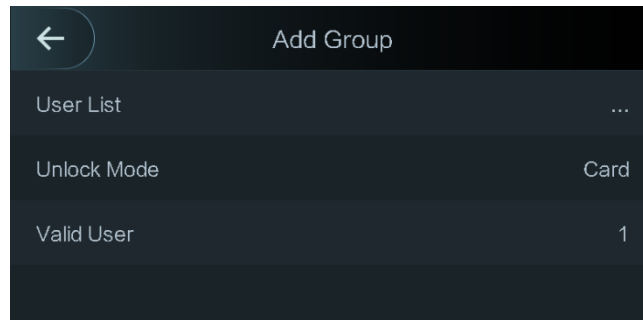 Add Group
User List ...
Unlock Mode Card
Valid User 1